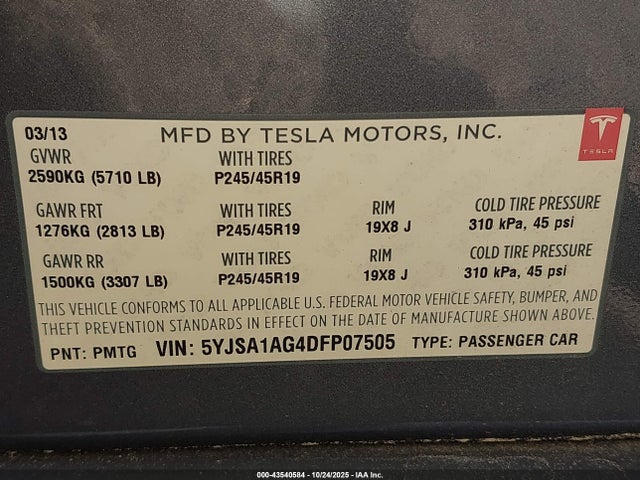 03/13 MFD BY TESLA MOTORS, INC.
TESLA
GVWR WITH TIRES
2590KG (5710 LB) P245/45R19
GAWR FRT WITH TIRES RIM COLD TIRE PRESSURE
1276KG (2813 LB) P245/45R19 19X8 J 310 kPa, 45 psi
GAWR RR WITH TIRES RIM COLD TIRE PRESSURE
1500KG (3307 LB) P245/45R19 19X8 J 310 kPa, 45 psi
THIS VEHICLE CONFORMS TO ALL APPLICABLE U.S. FEDERAL MOTOR VEHICLE SAFETY, BUMPER, AND
THEFT PREVENTION STANDARDS IN EFFECT ON THE DATE OF MANUFACTURE SHOWN ABOVE.
PNT: PMTG VIN: 5YJSA1AG4DFP07505 TYPE: PASSENGER CAR
000-43540584 - 10/24/2025 - IAA Inc.